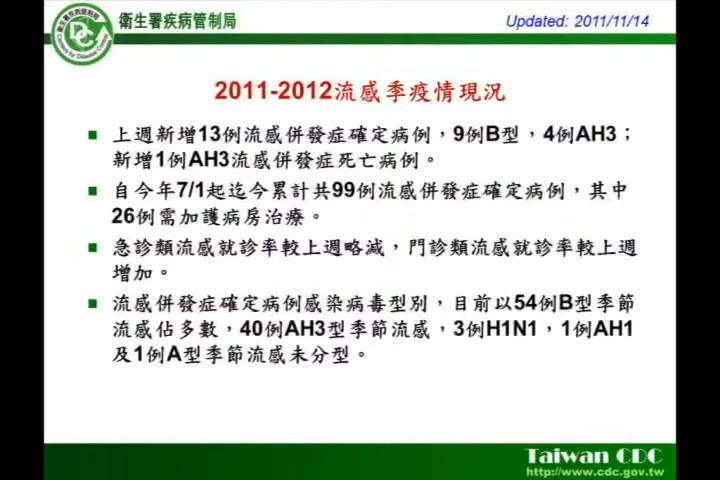 衛生署疾病管制局
Updated: 2011/11/14
2011-2012流感季疫情現況
上週新增13例流感併發症確定病例，9例B型，4例AH3；
新增1例AH3流感併發症死亡病例。
自今年7/1起迄今累計共99例流感併發症確定病例，其中
26例需加護病房治療。
急診類流感就診率較上週略減，門診類流感就診率較上週
增加。
流感併發症確定病例感染病毒型別，目前以54例B型季節
流感佔多數，40例AH3型季節流感，3例H1N1，1例AH1
及1例A型季節流感未分型。
Taiwan CDC
http://www.cdc.gov.tw